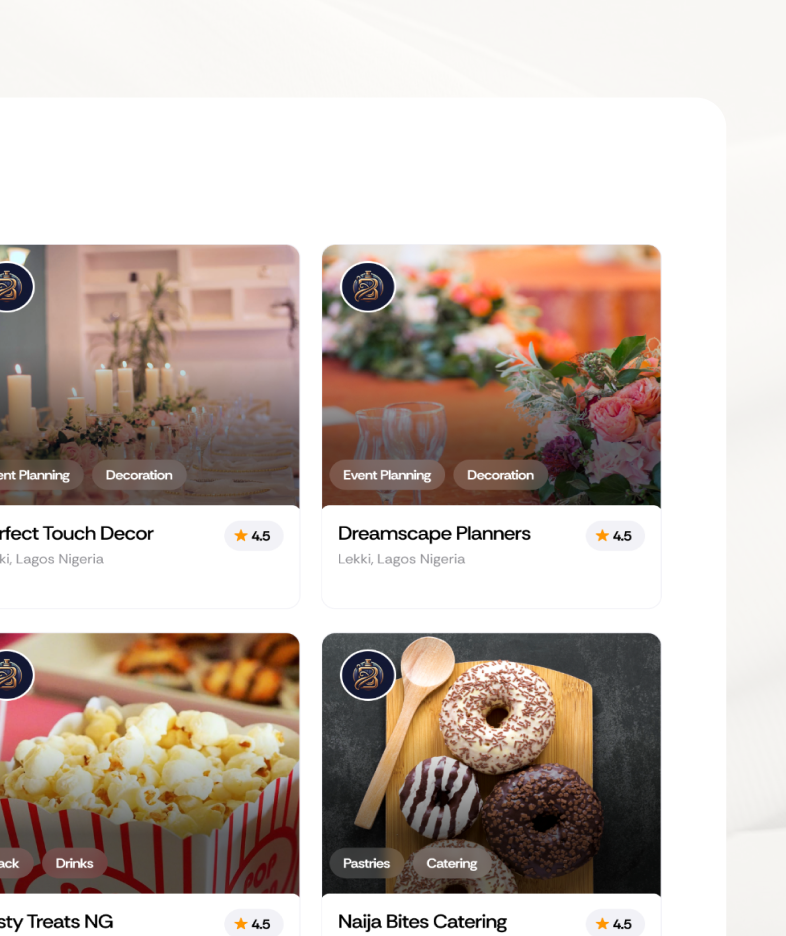 ent Planning Decoration
Event Planning Decoration
rfect Touch Decor 4.5
Dreamscape Planners 4.5
ki, Lagos Nigeria
Lekki, Lagos Nigeria
ack Drinks
POP
Pastries Catering
sty Treats NG 4.5
Naija Bites Catering 4.5